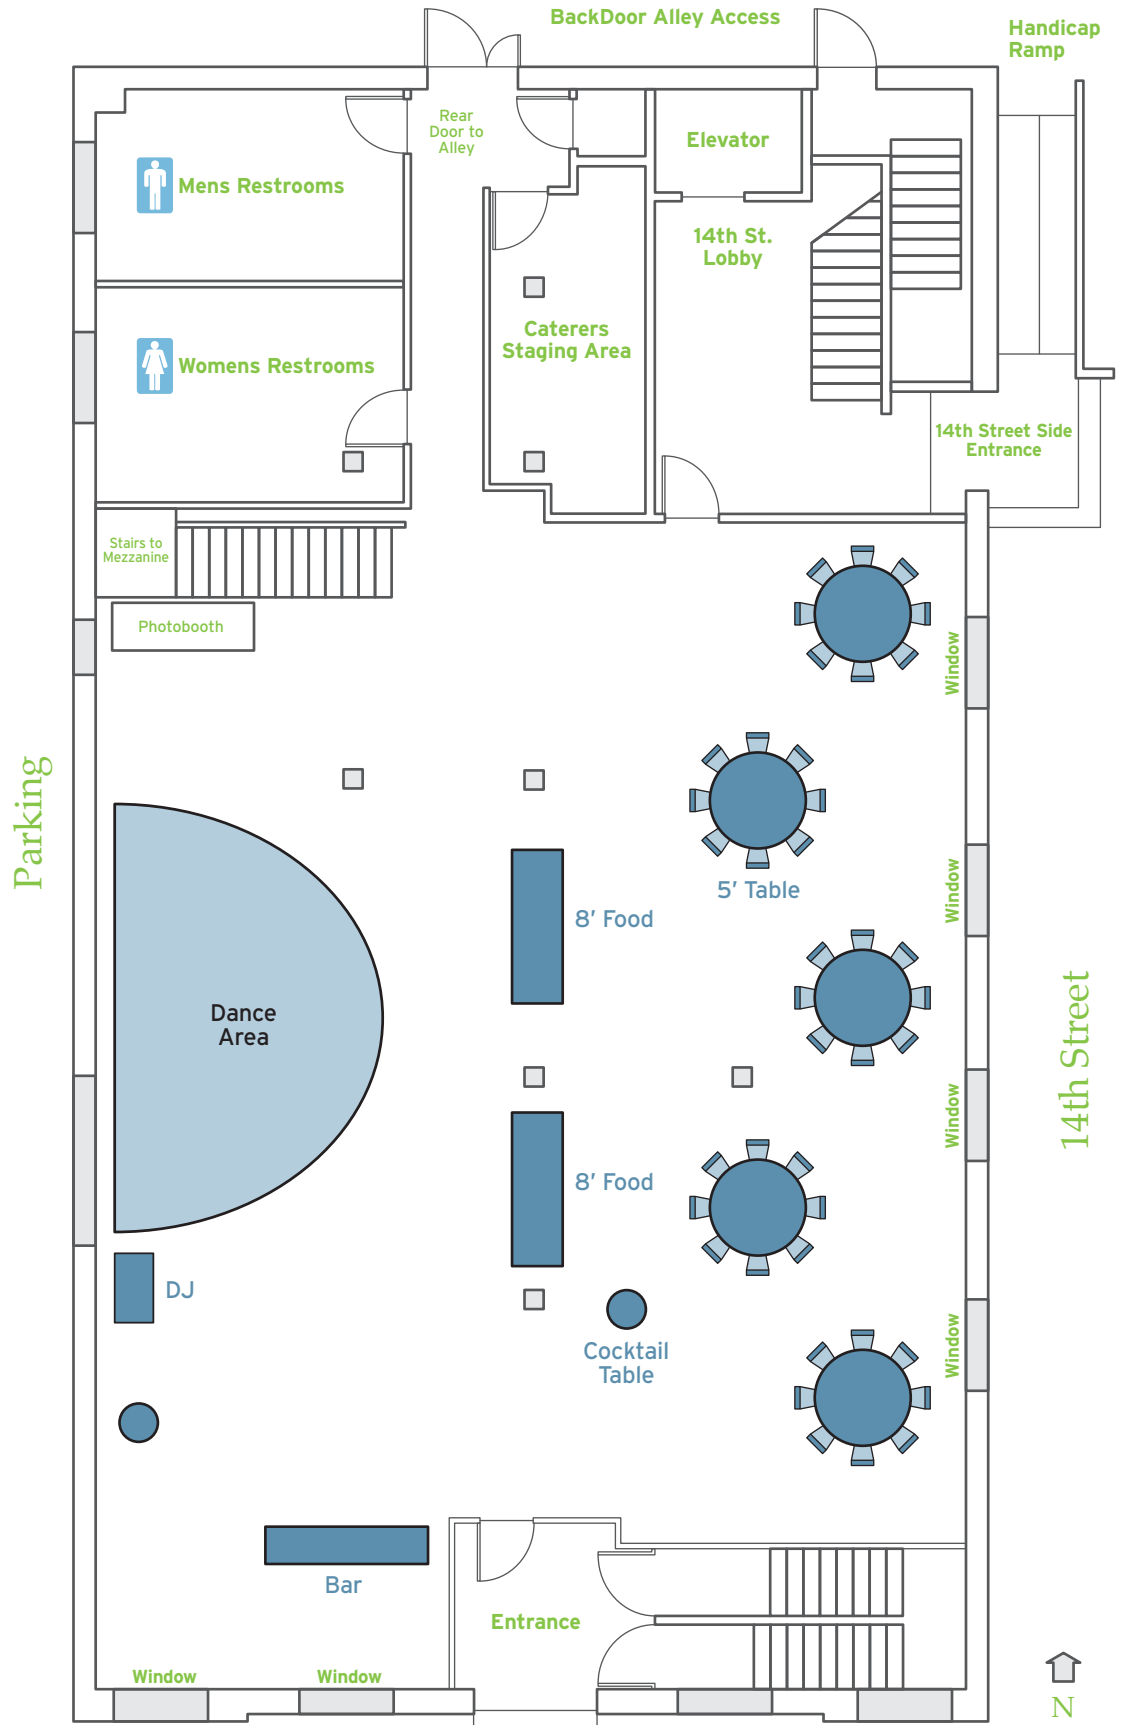 BackDoor Alley Access
Handicap
Ramp
Rear
Door to
Alley
Elevator
Mens Restrooms
14th St.
Lobby
Caterers
Staging Area
Womens Restrooms
14th Street Side
Entrance
Stairs to
Mezzanine
Photobooth
Window
Parking
5′ Table
Window
8′ Food
Dance
Area
14th Street
Window
8′ Food
DJ
Cocktail
Table
Window
Bar
Entrance
Window
Window
N